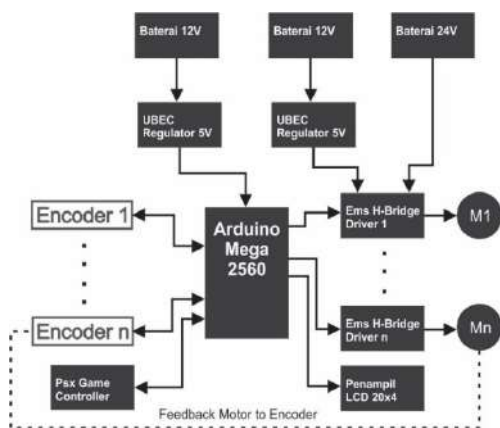 Baterai 12V
Baterai 12V
Baterai 24V
UBEC
Regulator 5V
UBEC
Regulator 5V
Encoder 1
Arduino
Mega
2560
Ems H-Bridge
Driver 1
M1
Encoder n
Ems H-Bridge
Driver n
Mn
Psx Game
Controller
Penampil
LCD 20x4
Feedback Motor to Encoder